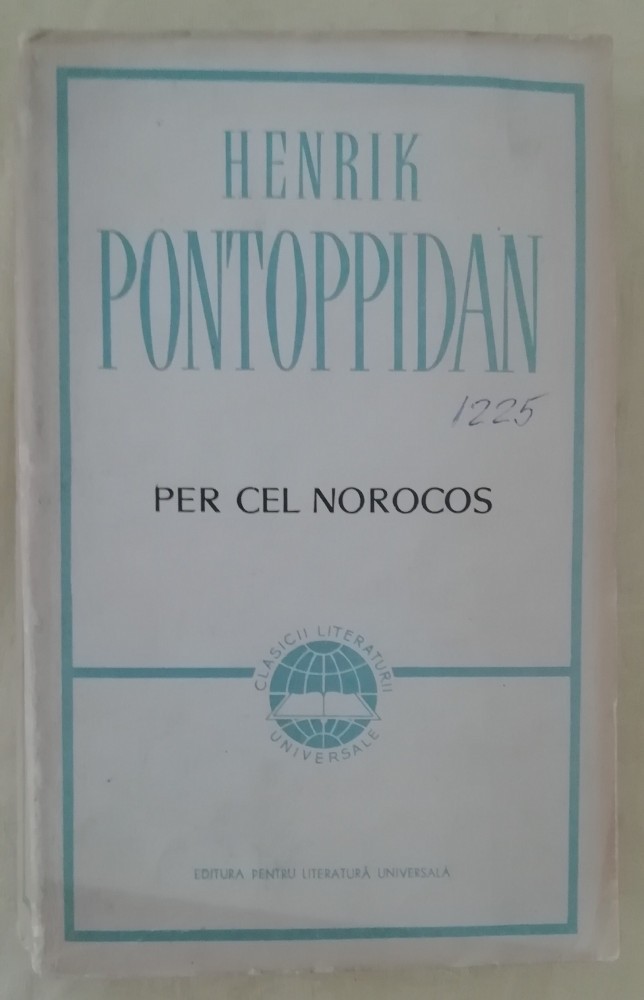 HENRIK
PONTOPPIDAN
1225
PER CEL NOROCOS
CLASICII LITERATURII
UNIVERSALE
EDITURA PENTRU LITERATURĂ UNIVERSALĂ